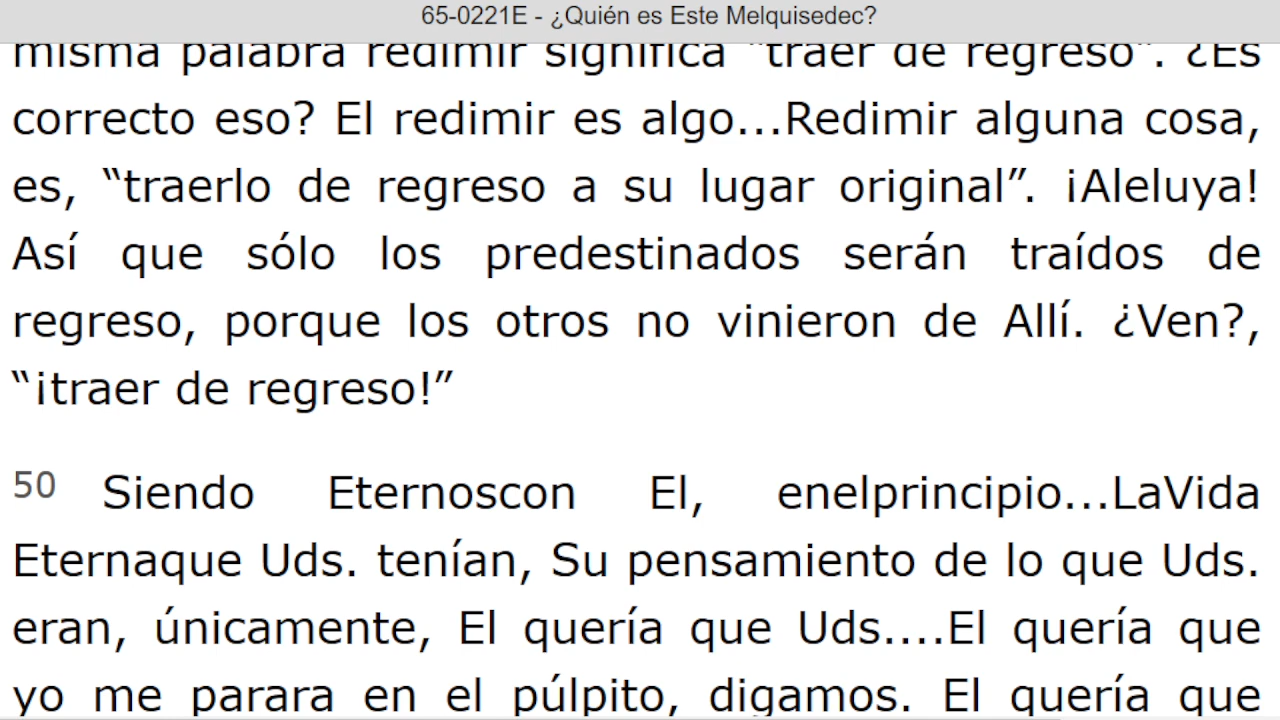 65-0221E - ¿Quién es Este Melquisedec?
misma palabra redimir significa "traer de regreso". ¿Es
correcto eso? El redimir es algo...Redimir alguna cosa,
es, “traerlo de regreso a su lugar original”. ¡Aleluya!
Así que sólo los predestinados serán traídos de
regreso, porque los otros no vinieron de Allí. ¿Ven?,
“¡traer de regreso!”
50 Siendo Eternoscon El, enelprincipio...LaVida
Eternaque Uds. tenían, Su pensamiento de lo que Uds.
eran, únicamente, El quería que Uds....El quería que
yo me parara en el púlpito, digamos. El quería que